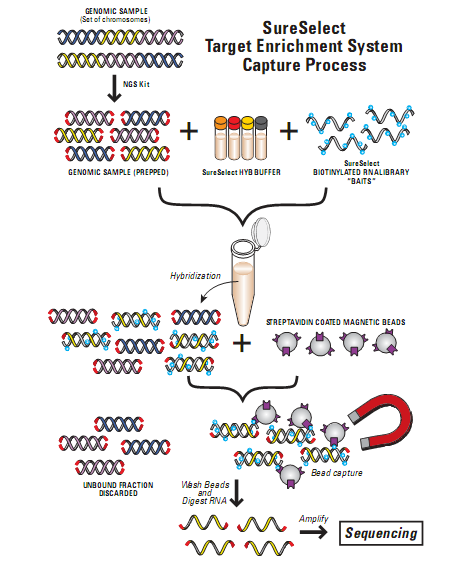 GENOMIC SAMPLE
(Set of chromosomes)
SureSelect
Target Enrichment System
Capture Process
NGS Kit
GENOMIC SAMPLE (PREPPED)
SureSelect HYB BUFFER
SureSelect
BIOTINYLATED RNA LIBRARY
"BAITS"
Hybridization
STREPTAVIDIN COATED MAGNETIC BEADS
UNBOUND FRACTION
DISCARDED
Bead capture
Wash Beads
and
Digest RNA
Amplify
Sequencing